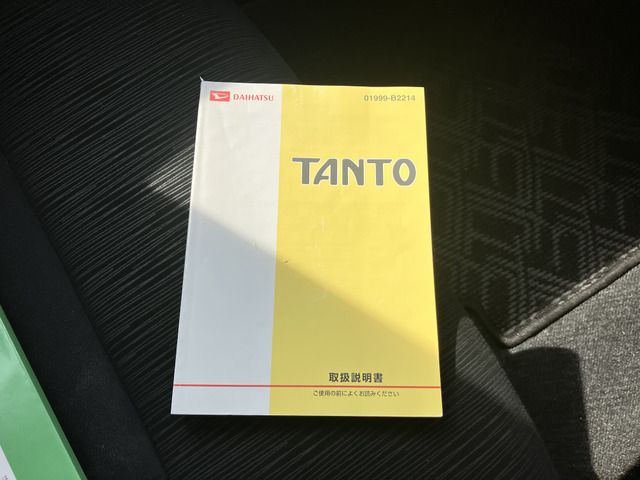 DAIHATSU
01999-B2214
TANTO
取扱説明書
ご使用の前によくお読みください